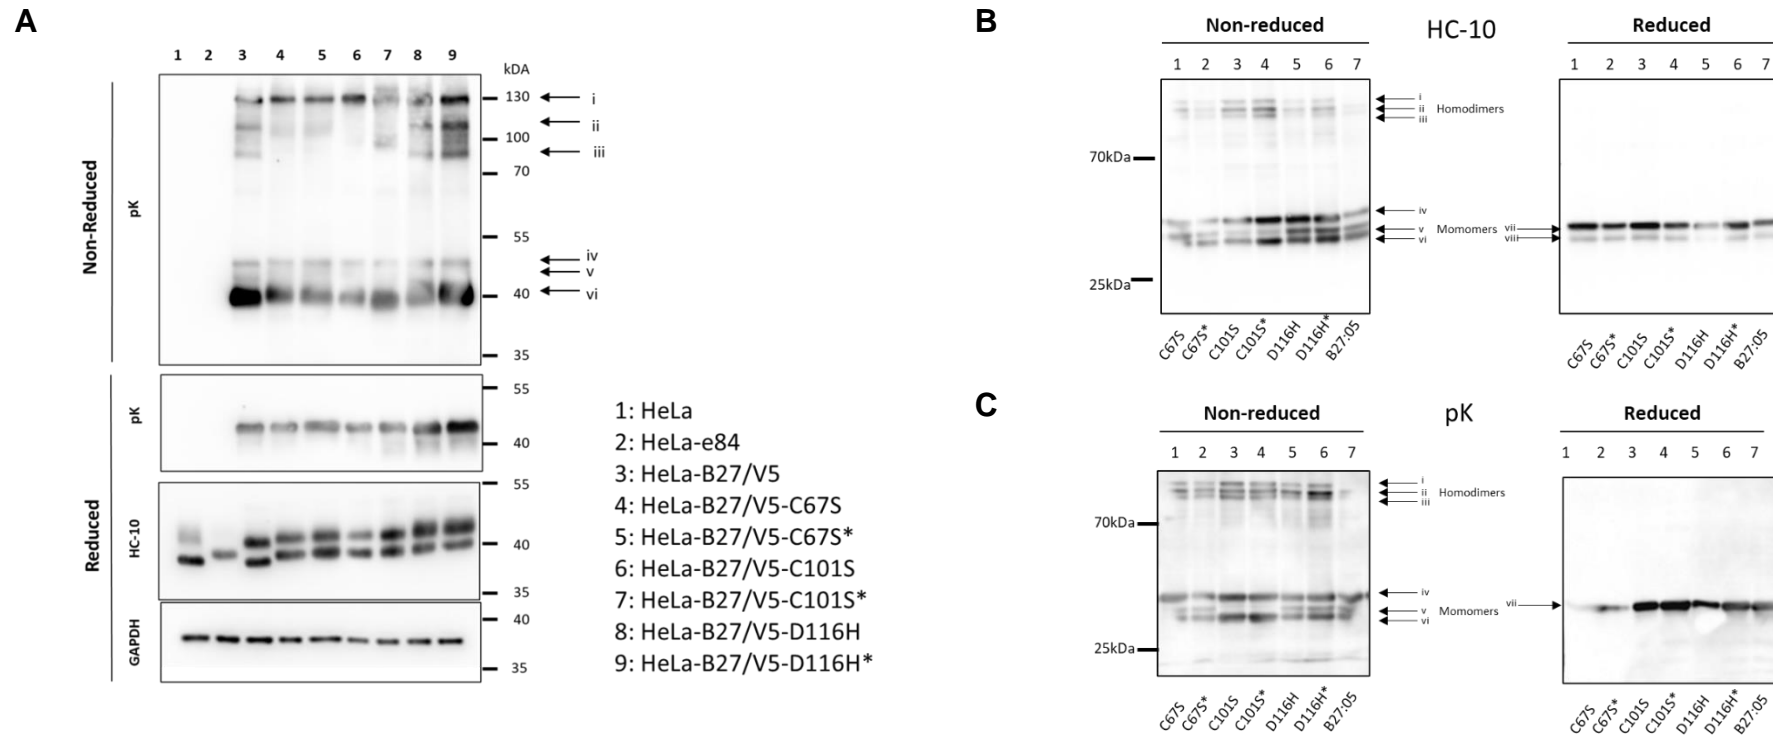 A
1 2 3 4 5 6 7 8 9
kDA
130
100
70
55
40
35
i
ii
iii
iv
v
vi
Non-Reduced
pK
Reduced
pK
55
40
HC-10
55
40
35
GAPDH
40
35
1: HeLa
2: HeLa-e84
3: HeLa-B27/V5
4: HeLa-B27/V5-C67S
5: HeLa-B27/V5-C67S*
6: HeLa-B27/V5-C101S
7: HeLa-B27/V5-C101S*
8: HeLa-B27/V5-D116H
9: HeLa-B27/V5-D116H*
B
Non-reduced HC-10 Reduced
1 2 3 4 5 6 7 1 2 3 4 5 6 7
i
ii Homodimers
iii
70kDa
iv
v Momomers vii
vi viii
25kDa
C67S C67S* C101S C101S* D116H D116H* B27:05 C67S C67S* C101S C101S* D116H D116H* B27:05
C
Non-reduced pK Reduced
1 2 3 4 5 6 7 1 2 3 4 5 6 7
i
ii Homodimers
iii
70kDa
iv
v Momomers vii
vi
25kDa
C67S C67S* C101S C101S* D116H D116H* B27:05 C67S C67S* C101S C101S* D116H D116H* B27:05